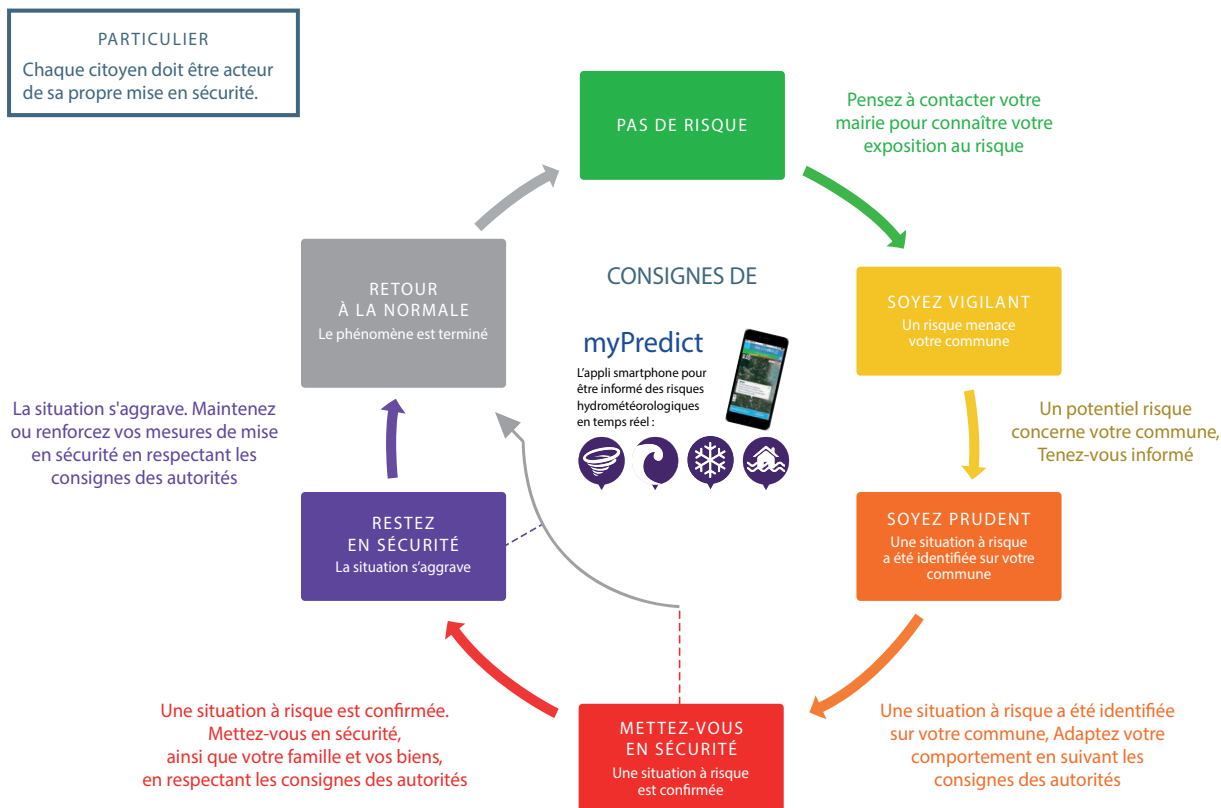 PARTICULIER
Chaque citoyen doit être acteur
de sa propre mise en sécurité.
PAS DE RISQUE
Pensez à contacter votre
mairie pour connaître votre
exposition au risque
SOYEZ VIGILANT
Un risque menace
votre commune
Un potentiel risque
concerne votre commune,
Tenez-vous informé
SOYEZ PRUDENT
Une situation à risque
a été identifiée sur votre
commune
Une situation à risque a été identifiée
sur votre commune, Adaptez votre
comportement en suivant les
consignes des autorités
METTEZ-VOUS
EN SÉCURITÉ
Une situation à risque
est confirmée
Une situation à risque est confirmée.
Mettez-vous en sécurité,
ainsi que votre famille et vos biens,
en respectant les consignes des autorités
RESTEZ
EN SÉCURITÉ
La situation s’aggrave
La situation s'aggrave. Maintenez
ou renforcez vos mesures de mise
en sécurité en respectant les
consignes des autorités
RETOUR
À LA NORMALE
Le phénomène est terminé
CONSIGNES DE
myPredict
L’appli smartphone pour
être informé des risques
hydrométéorologiques
en temps réel :